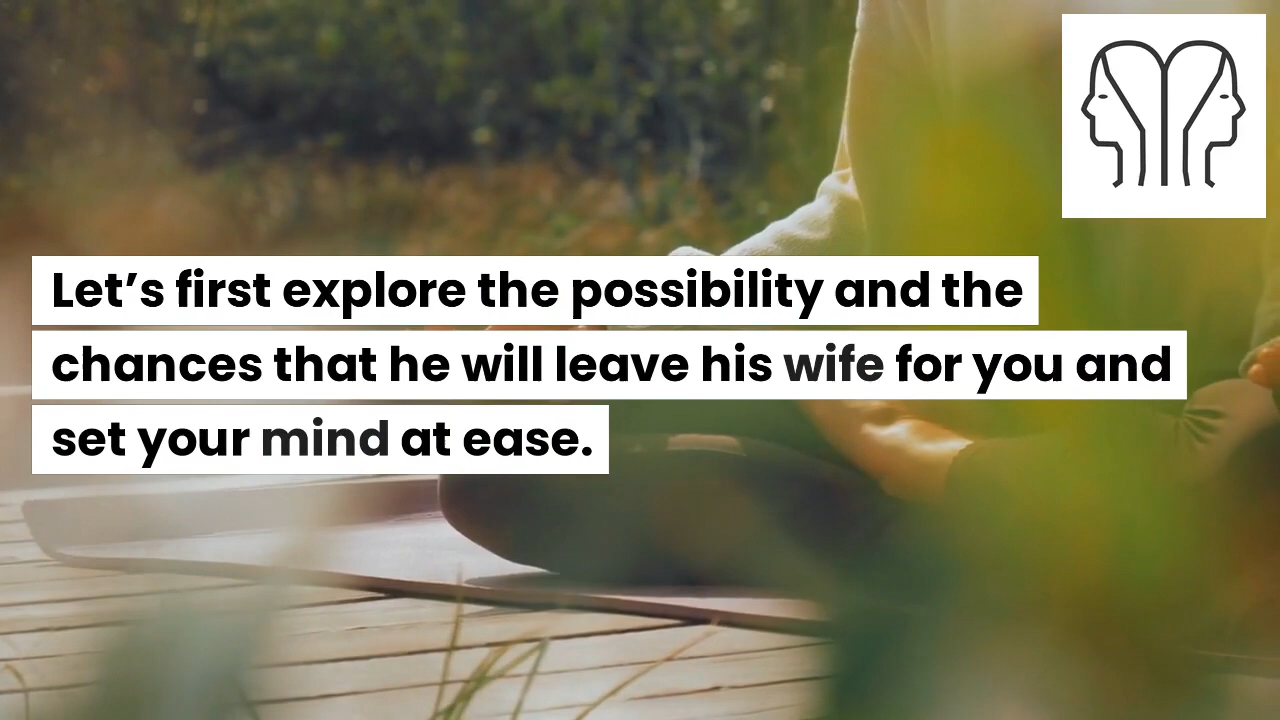 Let’s first explore the possibility and the
chances that he will leave his wife for you and
set your mind at ease.